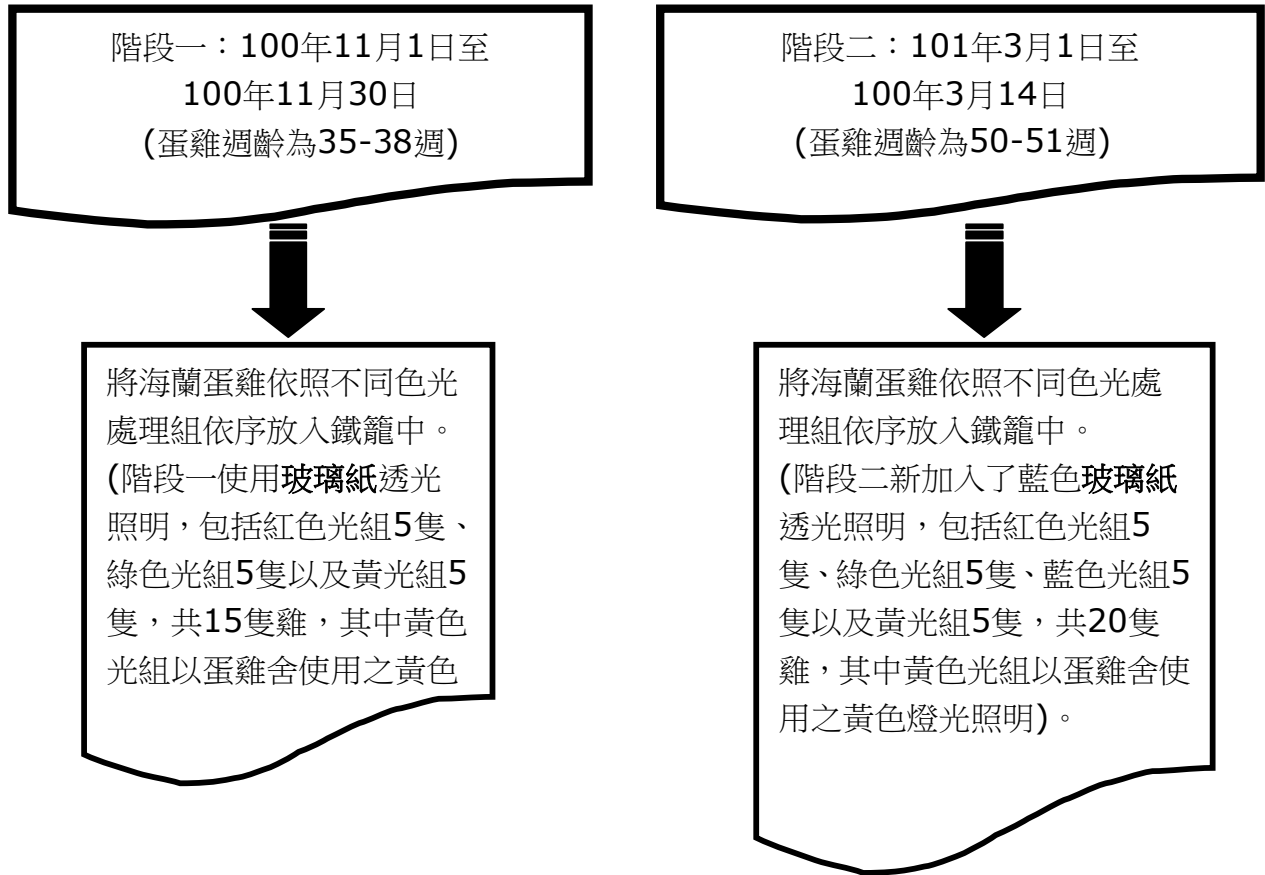 階段一：100年11月1日至
100年11月30日
(蛋雞週齡為35-38週)
將海蘭蛋雞依照不同色光
處理組依序放入鐵籠中。
(階段一使用玻璃紙透光
照明，包括紅色光組5隻、
綠色光組5隻以及黃光組5
隻，共15隻雞，其中黃色
光組以蛋雞舍使用之黃色
階段二：101年3月1日至
100年3月14日
(蛋雞週齡為50-51週)
將海蘭蛋雞依照不同色光處
理組依序放入鐵籠中。
(階段二新加入了藍色玻璃紙
透光照明，包括紅色光組5
隻、綠色光組5隻、藍色光組5
隻以及黃光組5隻，共20隻
雞，其中黃色光組以蛋雞舍使
用之黃色燈光照明)。